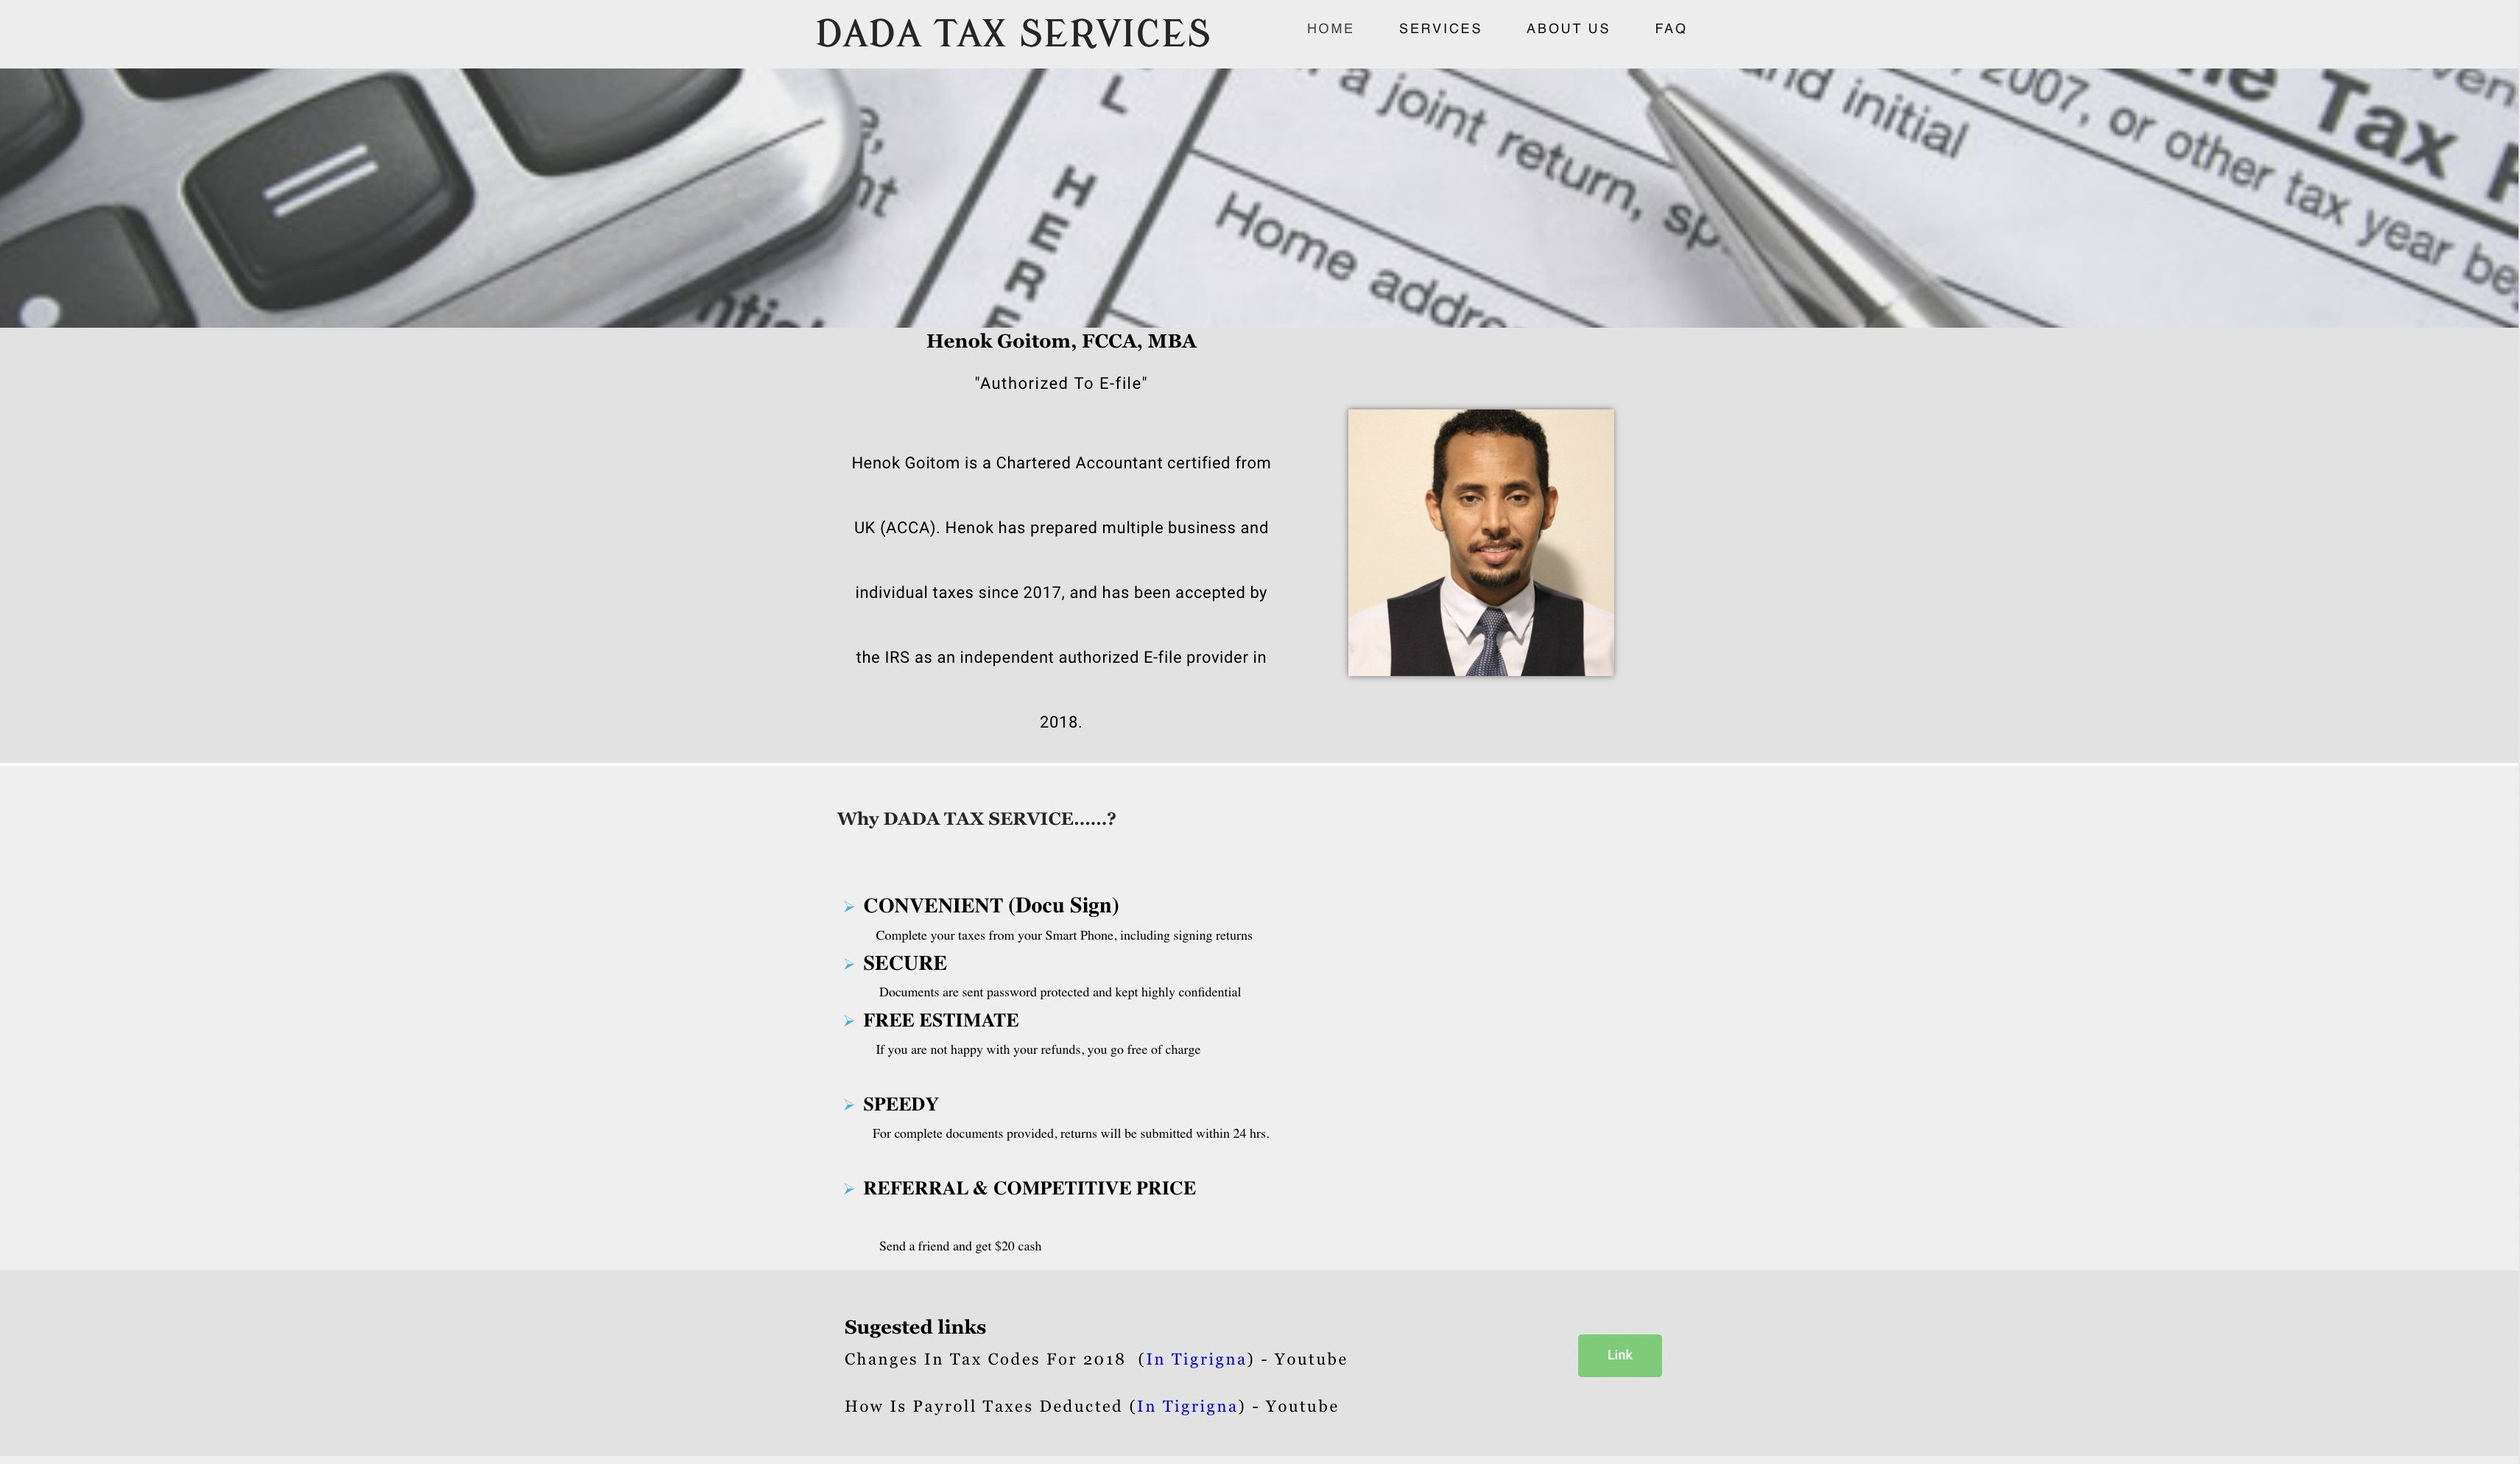 DADA TAX SERVICES
HOME
SERVICES
ABOUT US
FAQ
L
HERE
a joint return, sp
Home addre
and initial
, 2007, or other tax year be
Tax
Henok Goitom, FCCA, MBA
"Authorized To E-file"
Henok Goitom is a Chartered Accountant certified from
UK (ACCA). Henok has prepared multiple business and
individual taxes since 2017, and has been accepted by
the IRS as an independent authorized E-file provider in
2018.
Why DADA TAX SERVICE......?
➢ CONVENIENT (Docu Sign)
Complete your taxes from your Smart Phone, including signing returns
➢ SECURE
Documents are sent password protected and kept highly confidential
➢ FREE ESTIMATE
If you are not happy with your refunds, you go free of charge
➢ SPEEDY
For complete documents provided, returns will be submitted within 24 hrs.
➢ REFERRAL & COMPETITIVE PRICE
Send a friend and get $20 cash
Sugested links
Changes In Tax Codes For 2018 (In Tigrigna) - Youtube
Link
How Is Payroll Taxes Deducted (In Tigrigna) - Youtube